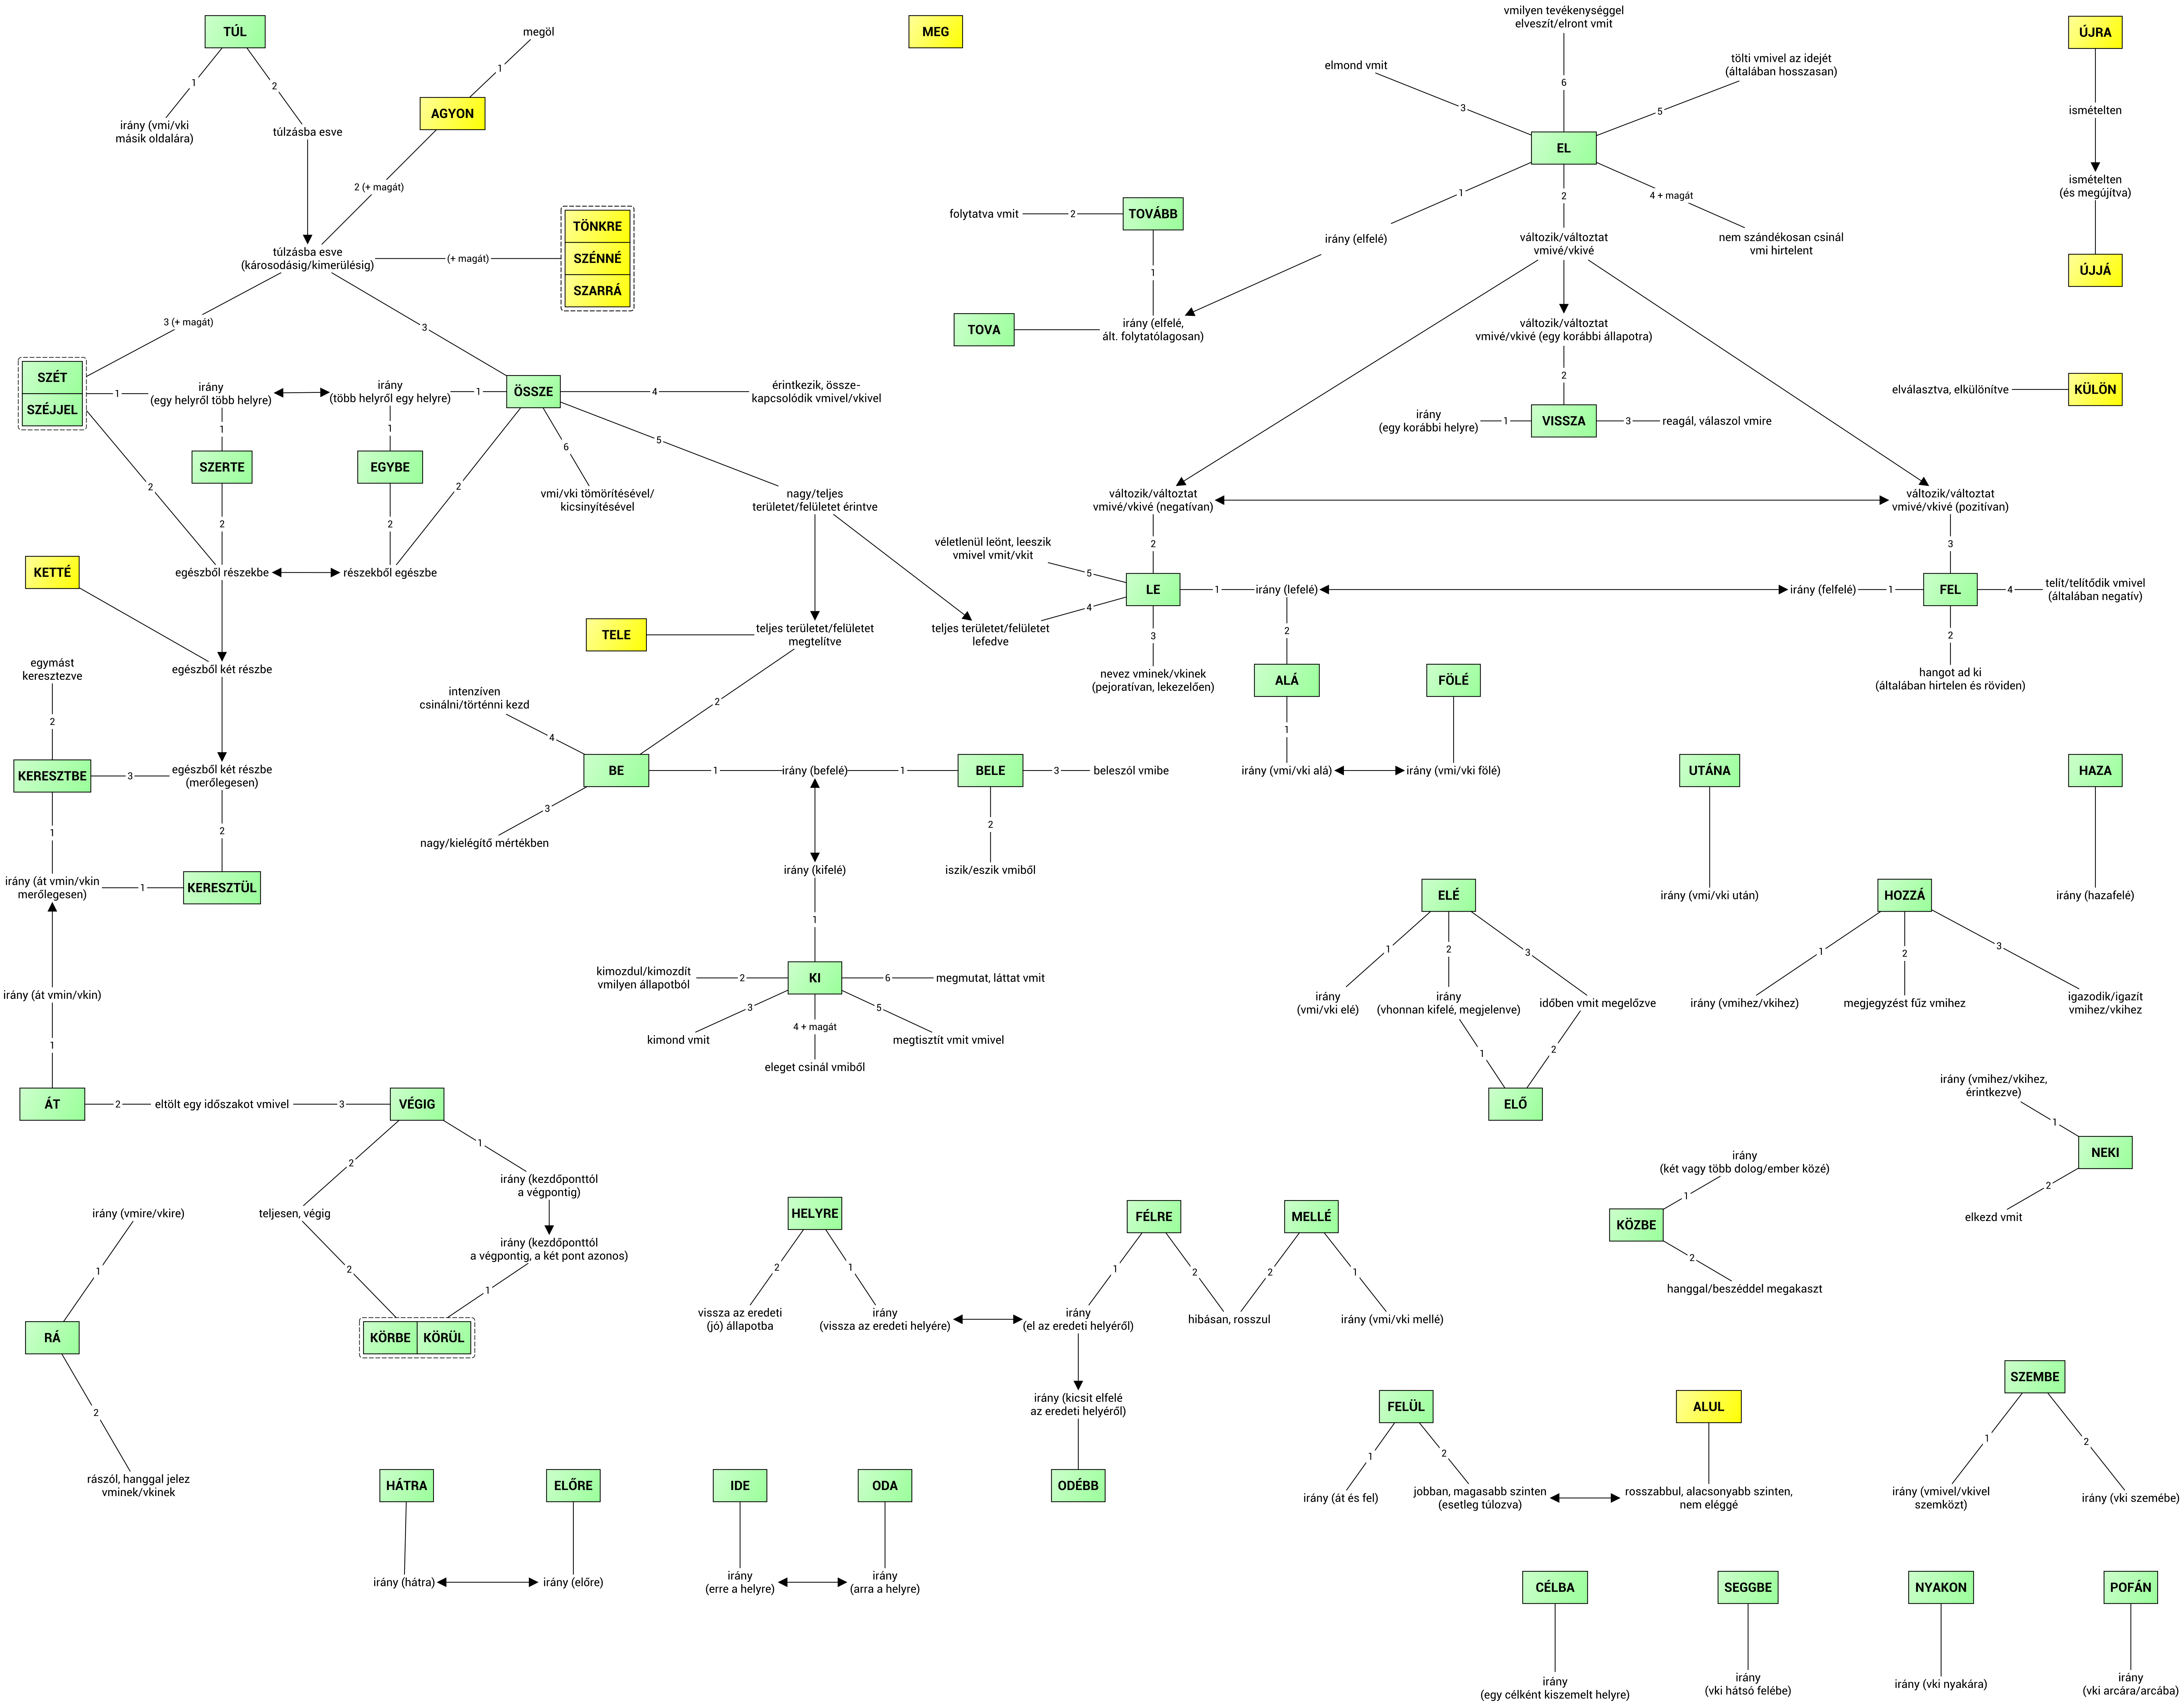 TÚL
1
2
irány (vmi/vki
másik oldalára)
túlzásba esve
megöl
1
AGYON
2 (+ magát)
túlzásba esve
(károsodásig/kimerülésig)
(+ magát)
TÖNKRE
SZÉNNÉ
SZARRÁ
3 (+ magát)
3
SZÉT
SZÉJJEL
1
irány
(egy helyről több helyre)
irány
(több helyről egy helyre)
1
ÖSSZE
4
érintkezik, össze-
kapcsolódik vmivel/vkivel
1
1
SZERTE
EGYBE
2
2
2
2
6
vmi/vki tömörítésével/
kicsinyítésével
5
nagy/teljes
területet/felületet érintve
KETTÉ
egészből részekbe
részekből egészbe
egészből két részbe
egymást
keresztezve
2
KERESZTBE
3
egészből két részbe
(merőlegesen)
1
2
irány (át vmin/vkin
merőlegesen)
1
KERESZTÜL
irány (át vmin/vkin)
1
ÁT
2
eltölt egy időszakot vmivel
3
VÉGIG
2
1
irány (kezdőponttól
a végpontig)
teljesen, végig
irány (kezdőponttól
a végpontig, a két pont azonos)
2
1
KÖRBE
KÖRÜL
irány (vmire/vkire)
1
RÁ
2
rászól, hanggal jelez
vminek/vkinek
MEG
vmilyen tevékenységgel
elveszít/elront vmit
6
elmond vmit
3
tölti vmivel az idejét
(általában hosszasan)
5
EL
1
2
4 + magát
irány (elfelé)
változik/változtat
vmivé/vkivé
nem szándékosan csinál
vmi hirtelent
folytatva vmit
2
TOVÁBB
1
TOVA
irány (elfelé,
ált. folytatólagosan)
változik/változtat
vmivé/vkivé (egy korábbi állapotra)
2
irány
(egy korábbi helyre)
1
VISSZA
3
reagál, válaszol vmire
változik/változtat
vmivé/vkivé (negatívan)
változik/változtat
vmivé/vkivé (pozitívan)
2
3
véletlenül leönt, leeszik
vmivel vmit/vkit
5
4
LE
1
irány (lefelé)
irány (felfelé)
1
FEL
4
telít/telítődik vmivel
(általában negatív)
3
nevez vminek/vkinek
(pejoratívan, lekezelően)
2
2
hangot ad ki
(általában hirtelen és röviden)
ALÁ
FÖLÉ
1
irány (vmi/vki alá)
irány (vmi/vki fölé)
ÚJRA
ismételten
ismételten
(és megújítva)
ÚJJÁ
elválasztva, elkülönítve
KÜLÖN
TELE
teljes területet/felületet
megtelítve
teljes területet/felületet
lefedve
intenzíven
csinálni/történni kezd
4
2
BE
1
irány (befelé)
1
BELE
3
beleszól vmibe
3
nagy/kielégítő mértékben
2
iszik/eszik vmiből
irány (kifelé)
1
KI
kimozdul/kimozdít
vmilyen állapotból
2
6
megmutat, láttat vmit
3
kimond vmit
4 + magát
eleget csinál vmiből
5
megtisztít vmit vmivel
UTÁNA
irány (vmi/vki után)
HAZA
irány (hazafelé)
ELÉ
1
2
3
irány
(vmi/vki elé)
irány
(vhonnan kifelé, megjelenve)
időben vmit megelőzve
1
2
ELŐ
HOZZÁ
1
2
3
irány (vmihez/vkihez)
megjegyzést fűz vmihez
igazodik/igazít
vmihez/vkihez
irány (vmihez/vkihez,
érintkezve)
1
NEKI
2
elkezd vmit
irány
(két vagy több dolog/ember közé)
1
KÖZBE
2
hanggal/beszéddel megakaszt
HELYRE
2
1
vissza az eredeti
(jó) állapotba
irány
(vissza az eredeti helyére)
FÉLRE
1
2
irány
(el az eredeti helyéről)
MELLÉ
2
1
hibásan, rosszul
irány (vmi/vki mellé)
irány (kicsit elfelé
az eredeti helyéről)
ODÉBB
HÁTRA
irány (hátra)
ELŐRE
irány (előre)
IDE
irány
(erre a helyre)
ODA
irány
(arra a helyre)
FELÜL
1
2
irány (át és fel)
jobban, magasabb szinten
(esetleg túlozva)
ALUL
rosszabbul, alacsonyabb szinten,
nem eléggé
SZEMBE
1
2
irány (vmivel/vkivel
szemközt)
irány (vki szemébe)
CÉLBA
irány
(egy célként kiszemelt helyre)
SEGGBE
irány
(vki hátsó felébe)
NYAKON
irány (vki nyakára)
POFÁN
irány
(vki arcára/arcába)